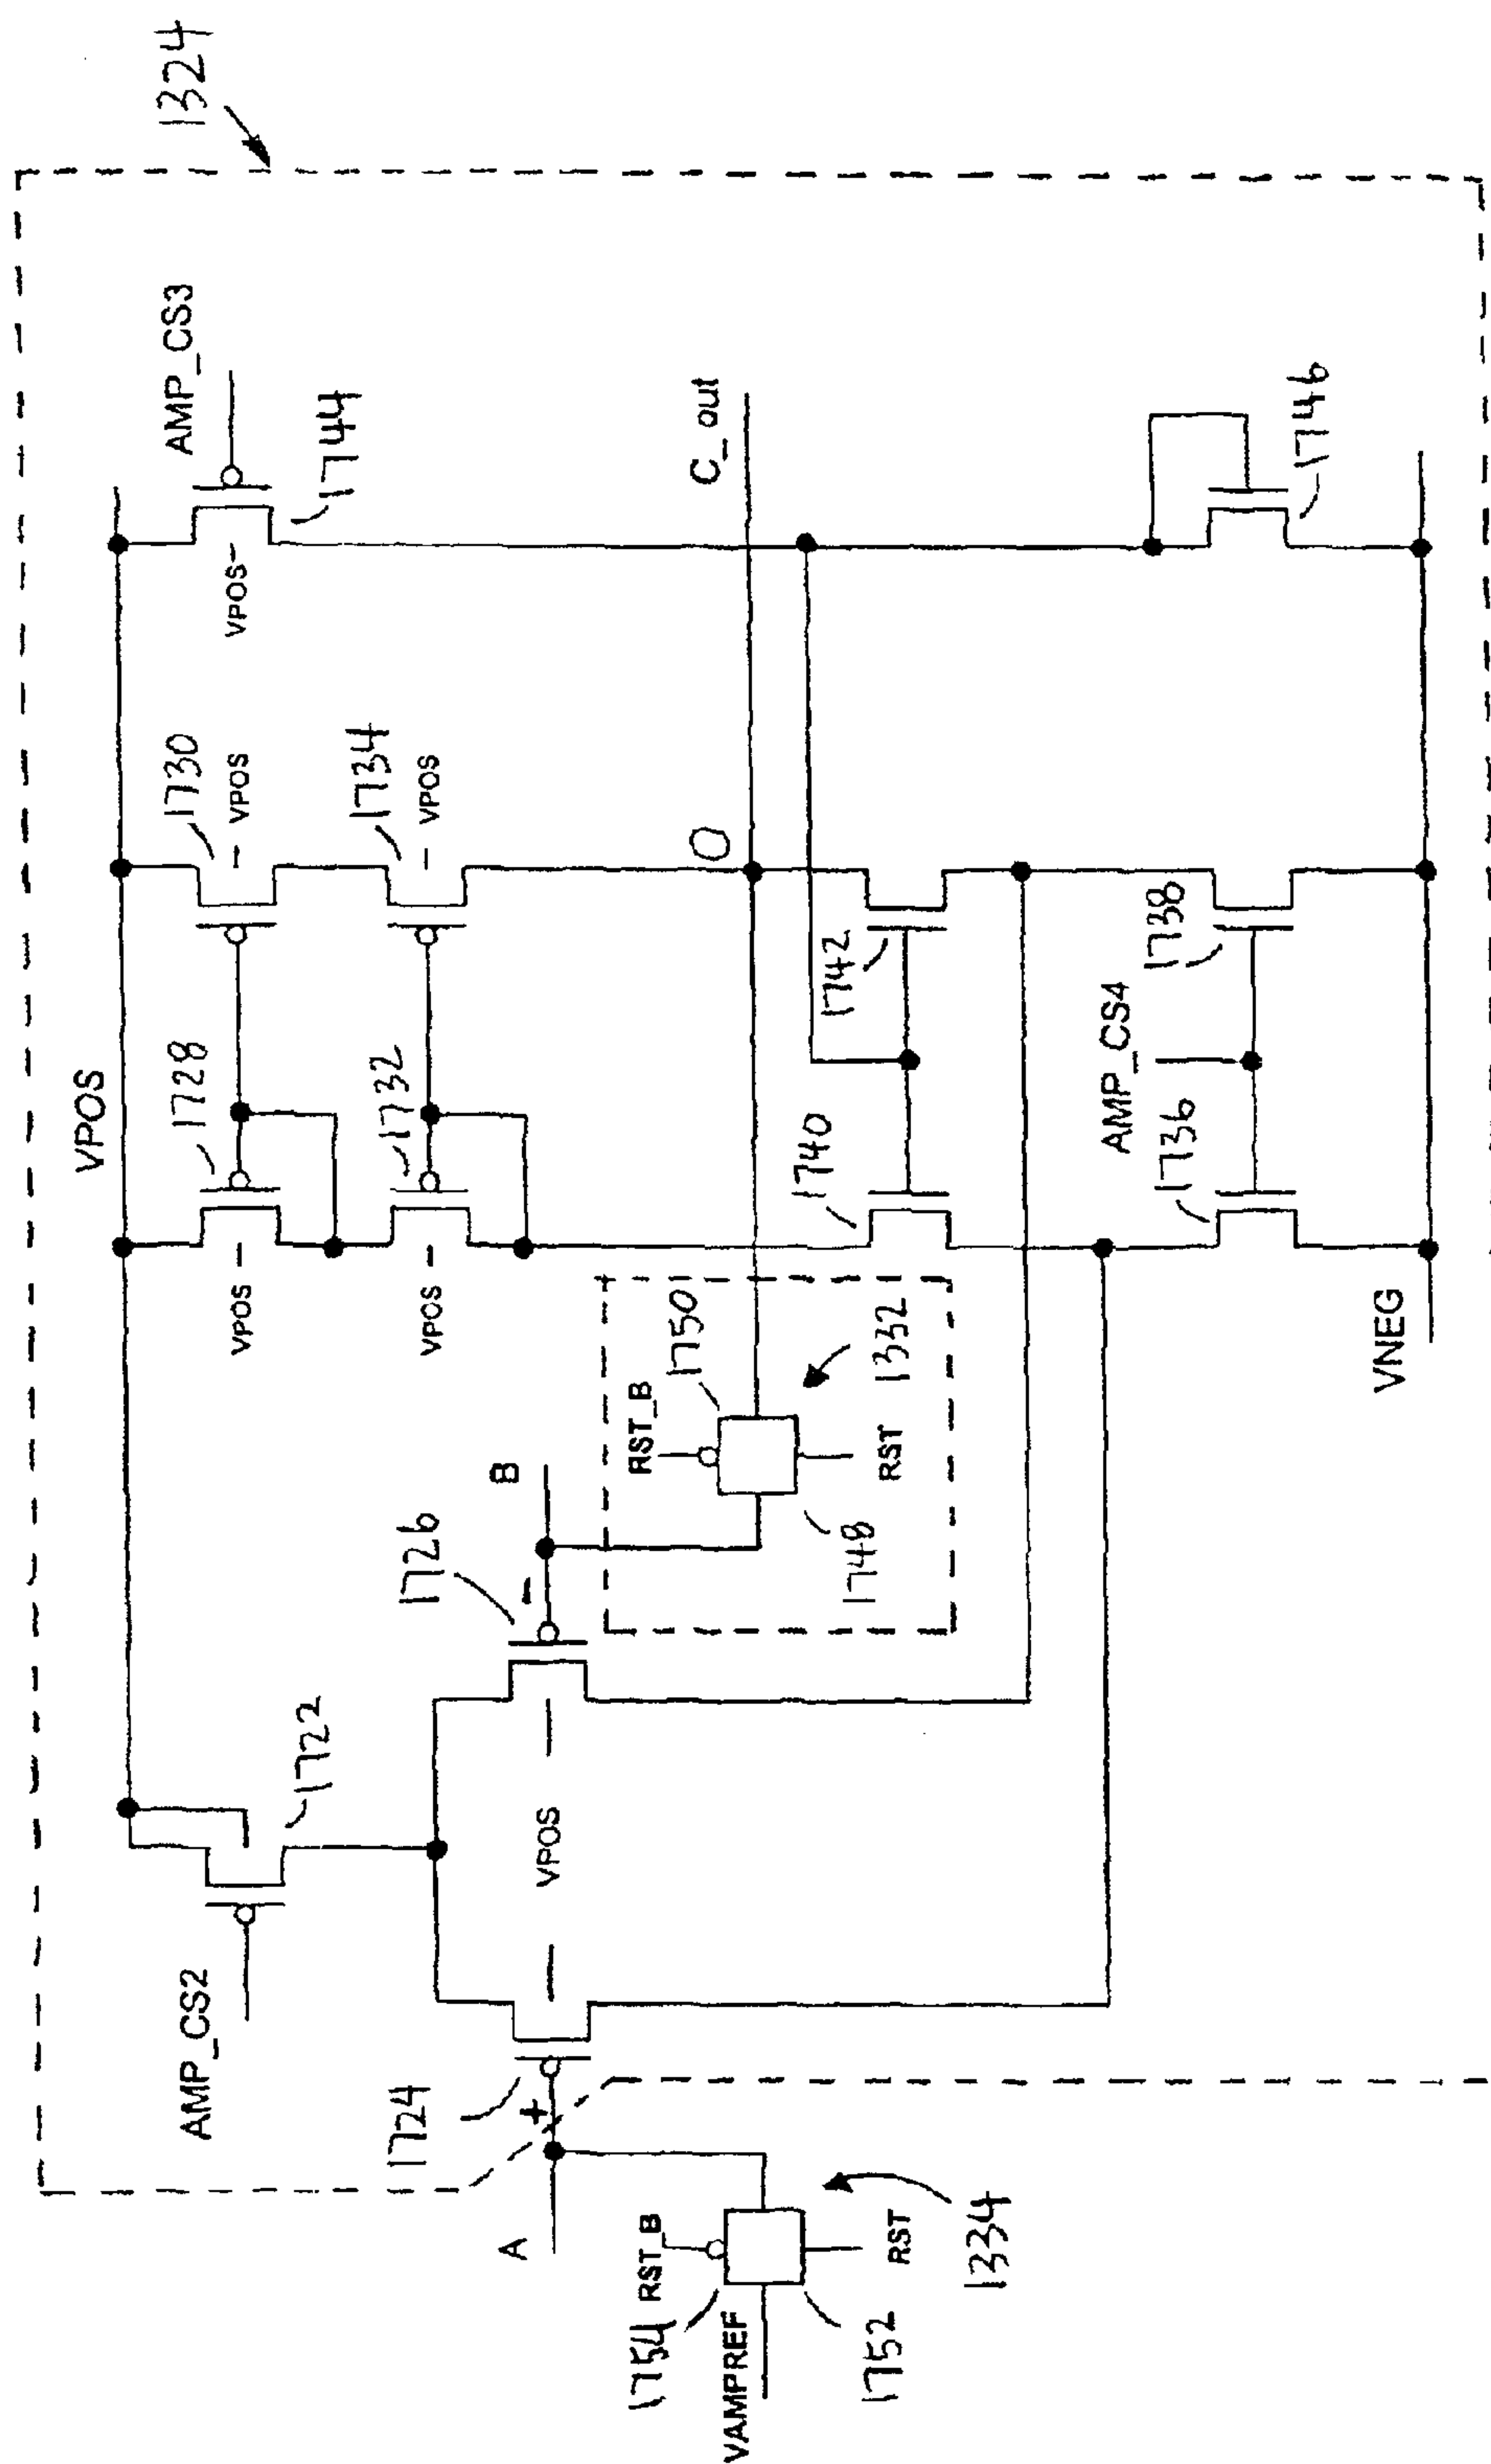 1324
VPOS
AMP_CS2
1722
1728
1730
AMP_CS3
1744
VPOS
VPOS
VPOS
1732
1734
VPOS
VPOS
1724
+
A
VPOS
1726
-
B
RST_B
1750
1332
1748
RST
O
C_out
1754
RST_B
VAMPREF
1752
RST
1334
1740
1742
AMP_CS4
1736
1738
1746
VNEG